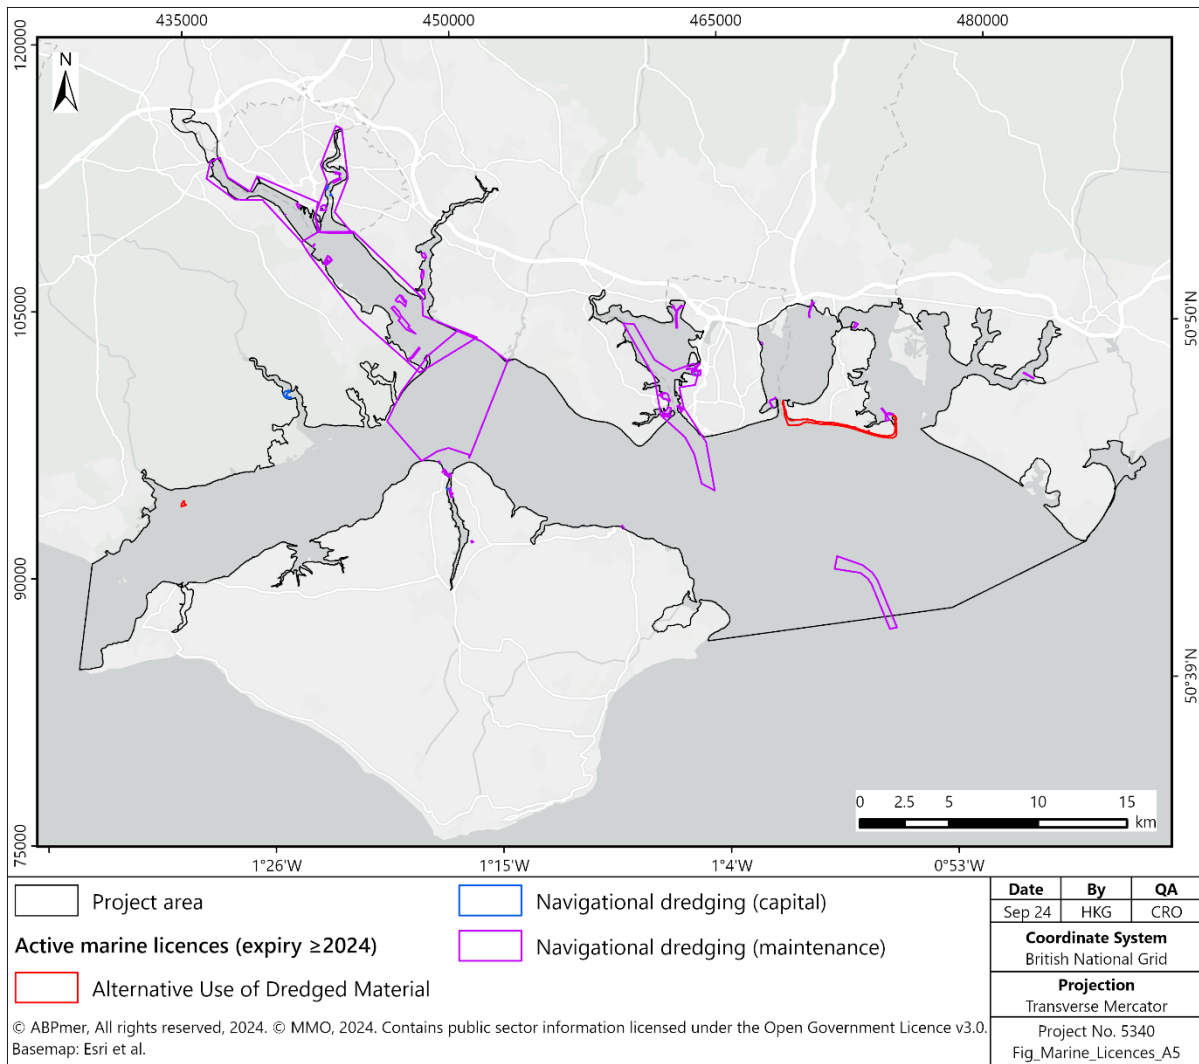 435000 450000 465000 480000
120000
N
105000
50°50'N
90000
50°39'N
0 2.5 5 10 15
km
75000
1°26'W 1°15'W 1°4'W 0°53'W
Project area
Navigational dredging (capital)
Active marine licences (expiry ≥2024)
Navigational dredging (maintenance)
Alternative Use of Dredged Material
© ABPmer, All rights reserved, 2024. © MMO, 2024. Contains public sector information licensed under the Open Government Licence v3.0.
Basemap: Esri et al.
Date By QA
Sep 24 HKG CRO
Coordinate System
British National Grid
Projection
Transverse Mercator
Project No. 5340
Fig_Marine_Licences_A5